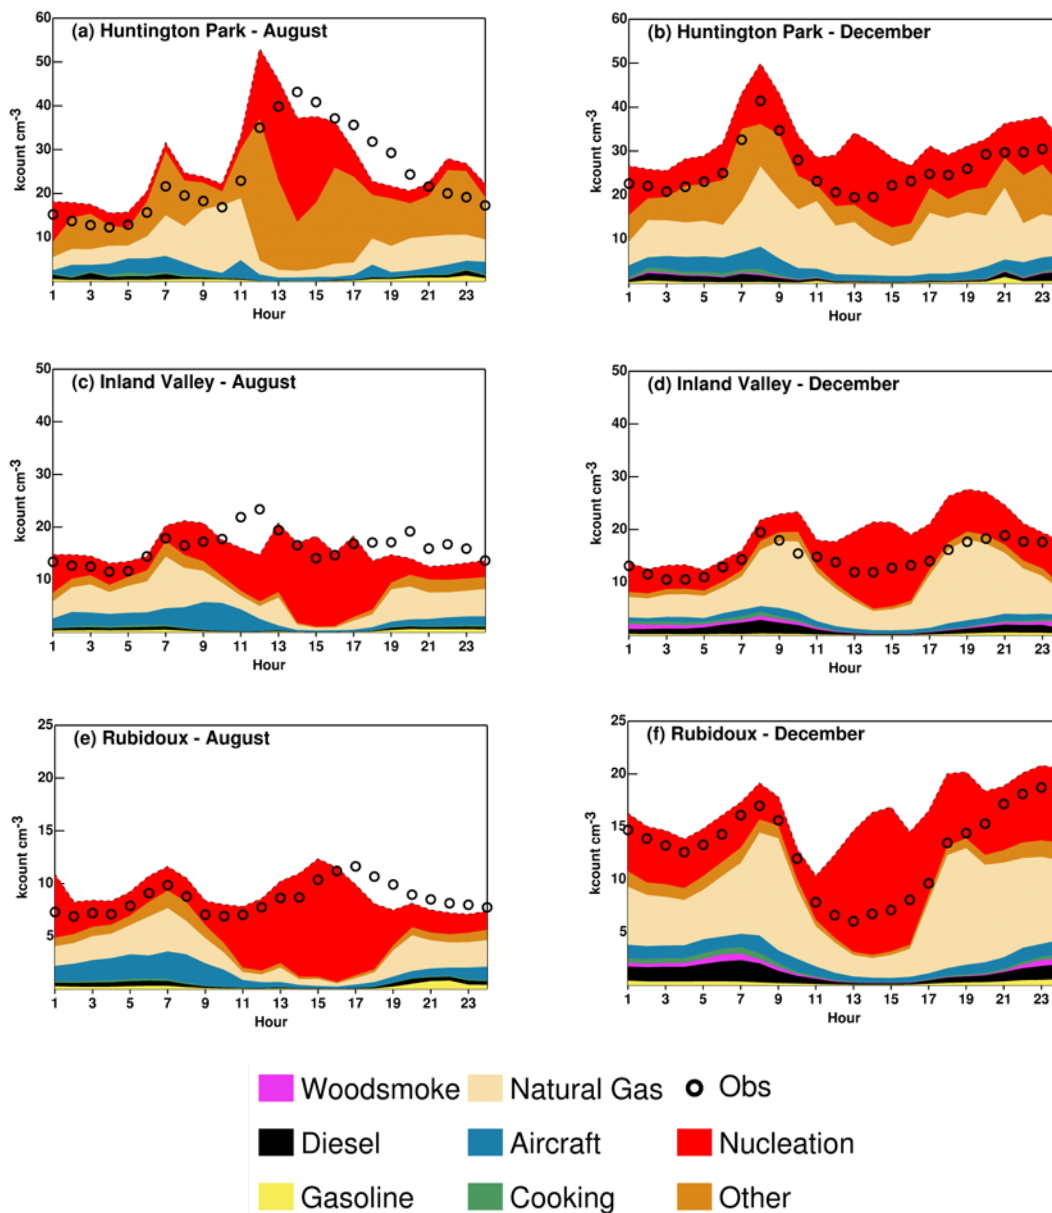 (a) Huntington Park - August
kcount cm-3
60
50
40
30
20
10
1 3 5 7 9 11 13 15 17 19 21 23
Hour
(b) Huntington Park - December
kcount cm-3
60
50
40
30
20
10
1 3 5 7 9 11 13 15 17 19 21 23
Hour
(c) Inland Valley - August
kcount cm-3
50
40
30
20
10
1 3 5 7 9 11 13 15 17 19 21 23
Hour
(d) Inland Valley - December
kcount cm-3
50
40
30
20
10
1 3 5 7 9 11 13 15 17 19 21 23
Hour
(e) Rubidoux - August
kcount cm-3
25
20
15
10
5
1 3 5 7 9 11 13 15 17 19 21 23
Hour
(f) Rubidoux - December
kcount cm-3
25
20
15
10
5
1 3 5 7 9 11 13 15 17 19 21 23
Hour
Woodsmoke Natural Gas Obs
Diesel Aircraft Nucleation
Gasoline Cooking Other